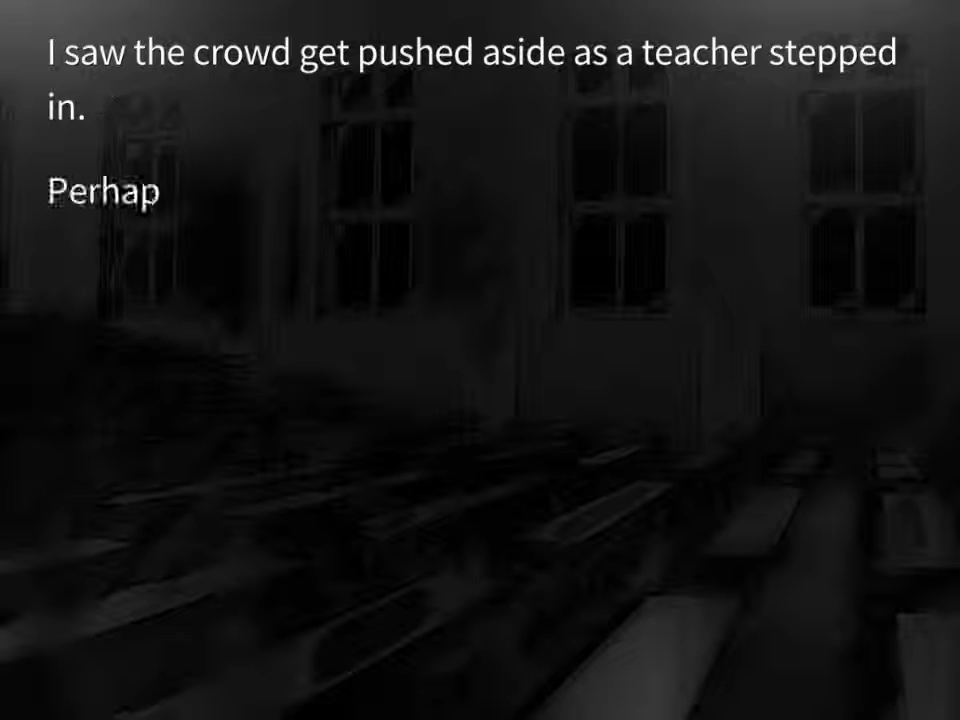 I saw the crowd get pushed aside as a teacher stepped
in.
Perhap